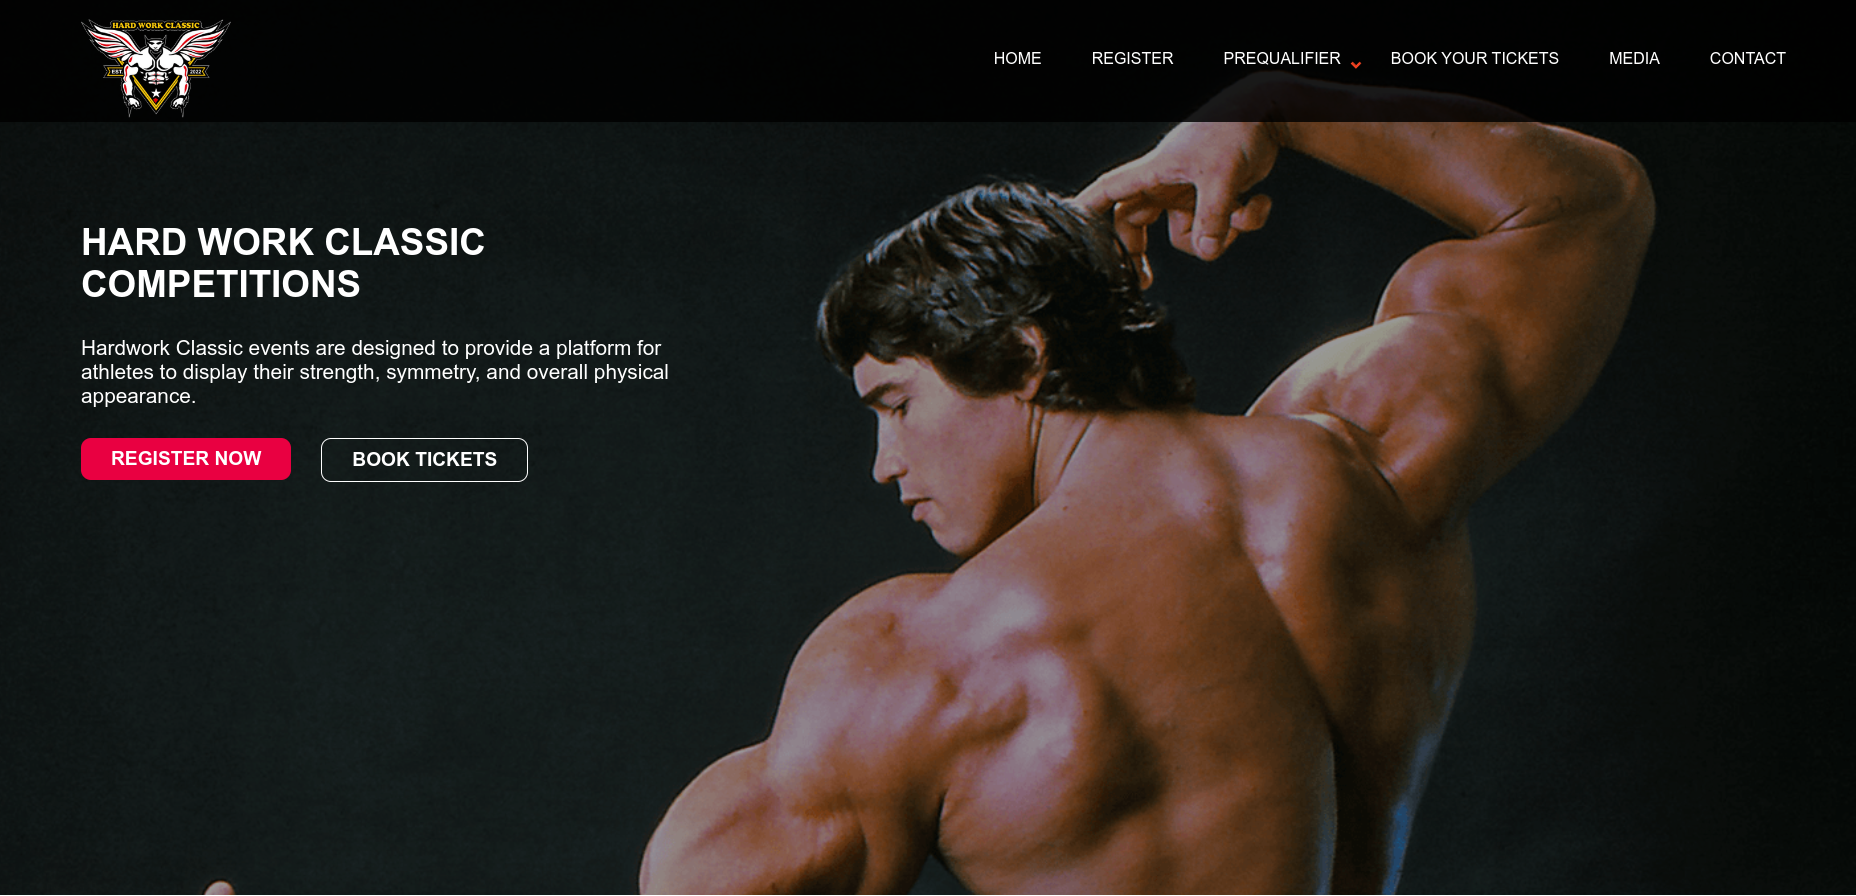 HARD WORK CLASSIC
EST. 2022
HOME REGISTER PREQUALIFIER BOOK YOUR TICKETS MEDIA CONTACT
HARD WORK CLASSIC
COMPETITIONS
Hardwork Classic events are designed to provide a platform for
athletes to display their strength, symmetry, and overall physical
appearance.
REGISTER NOW BOOK TICKETS